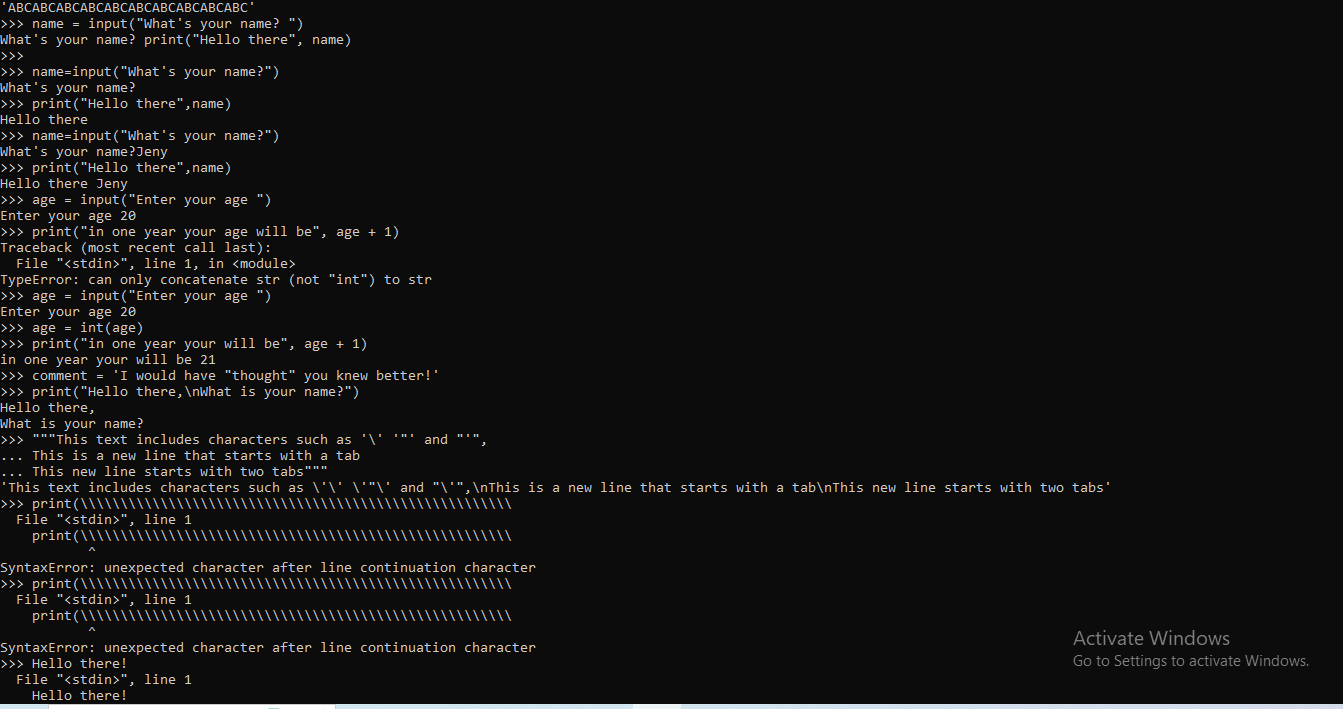 'ABCABCABCABCABCABCABCABCABCABC'
>>> name = input("What's your name? ")
What's your name? print("Hello there", name)
>>>
>>> name=input("What's your name?")
What's your name?
>>> print("Hello there",name)
Hello there
>>> name=input("What's your name?")
What's your name?Jeny
>>> print("Hello there",name)
Hello there Jeny
>>> age = input("Enter your age ")
Enter your age 20
>>> print("in one year your age will be", age + 1)
Traceback (most recent call last):
  File "<stdin>", line 1, in <module>
TypeError: can only concatenate str (not "int") to str
>>> age = input("Enter your age ")
Enter your age 20
>>> age = int(age)
>>> print("in one year your will be", age + 1)
in one year your will be 21
>>> comment = 'I would have "thought" you knew better!'
>>> print("Hello there,\nWhat is your name?")
Hello there,
What is your name?
>>> """This text includes characters such as '\' '"' and "'",
... This is a new line that starts with a tab
... This new line starts with two tabs"""
'This text includes characters such as \'\' \'"\' and "\'",\nThis is a new line that starts with a tab\nThis new line starts with two tabs'
>>> print(\\\\\\\\\\\\\\\\\\\\\\\\\\\\\\\\\\\\\\\\\\\\\\\\\\\\\\
  File "<stdin>", line 1
    print(\\\\\\\\\\\\\\\\\\\\\\\\\\\\\\\\\\\\\\\\\\\\\\\\\\\\\\
           ^
SyntaxError: unexpected character after line continuation character
>>> print(\\\\\\\\\\\\\\\\\\\\\\\\\\\\\\\\\\\\\\\\\\\\\\\\\\\\\\
  File "<stdin>", line 1
    print(\\\\\\\\\\\\\\\\\\\\\\\\\\\\\\\\\\\\\\\\\\\\\\\\\\\\\\
           ^
SyntaxError: unexpected character after line continuation character
>>> Hello there!
  File "<stdin>", line 1
    Hello there!
Activate Windows
Go to Settings to activate Windows.